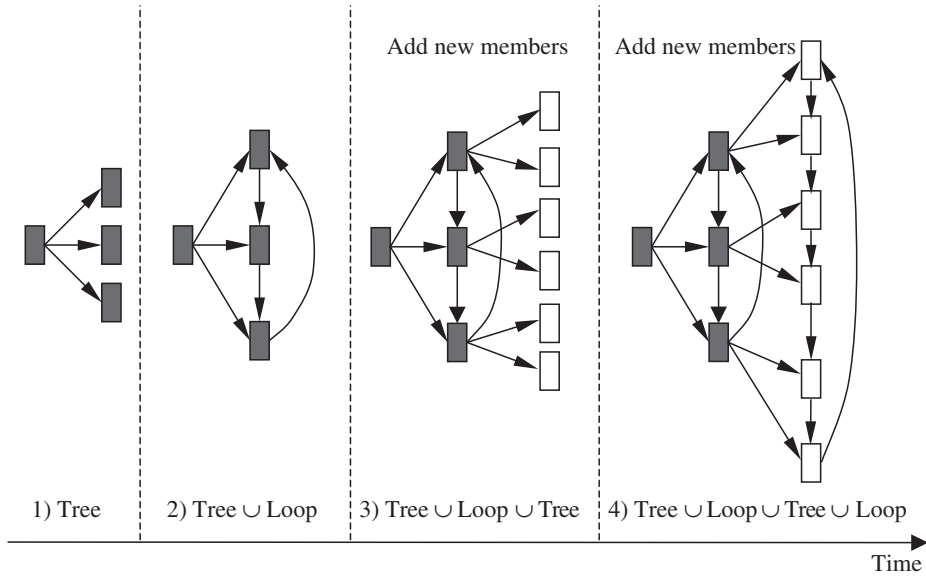 Add new members
Add new members
1) Tree
2) Tree ∪ Loop
3) Tree ∪ Loop ∪ Tree
4) Tree ∪ Loop ∪ Tree ∪ Loop
Time